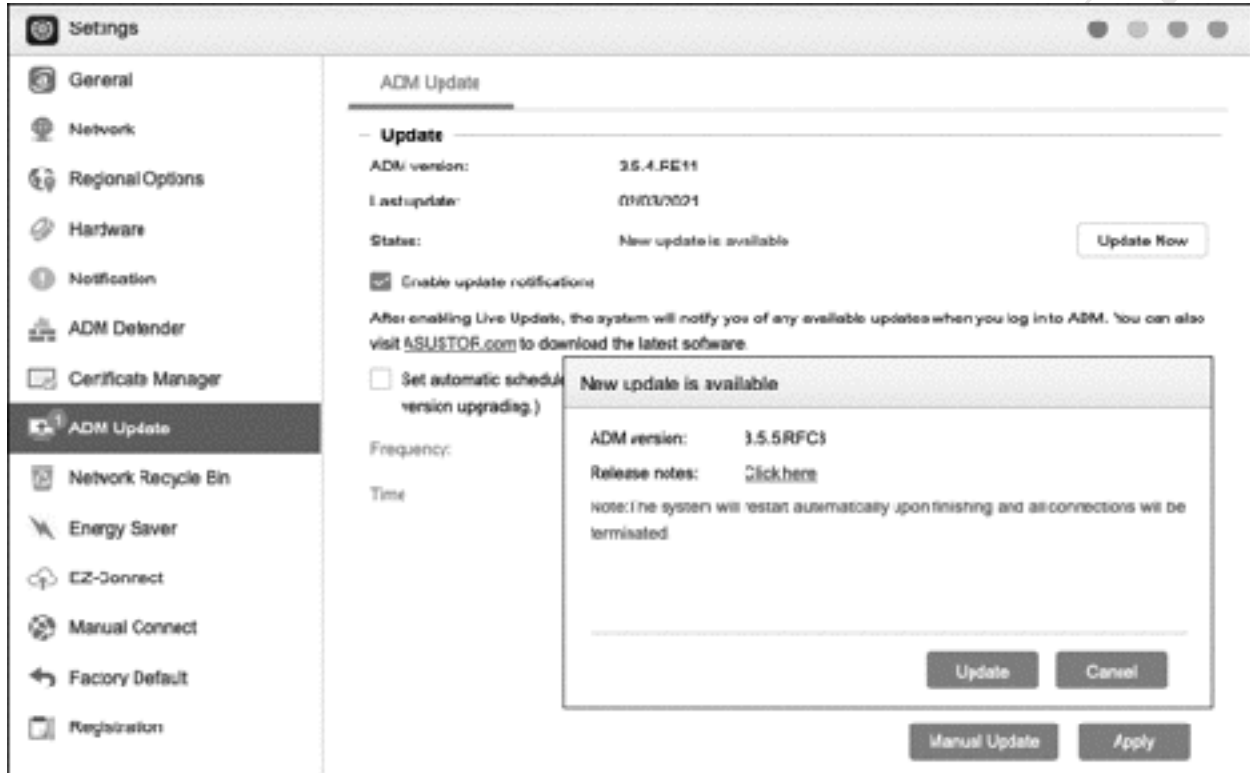 Settings
General
Network
Regional Options
Hardware
Notification
ADM Defender
Certificate Manager
1
ADM Update
Network Recycle Bin
Energy Saver
EZ-Connect
Manual Connect
Factory Default
Registration
ADM Update
Update
ADM version:
Last update:
Status: New update is available Update Now
Enable update notifications
After enabling Live Update, the system will notify you of any available updates when you log in to ADM. You can also
visit ASUSTOR.com to download the latest software.
Set automatic schedule
version upgrading.)
Frequency:
Time
New update is available
ADM version:
Release notes: Click here
Note:The system will restart automatically upon finishing and all connections will be
terminated
Update Cancel
Manual Update Apply